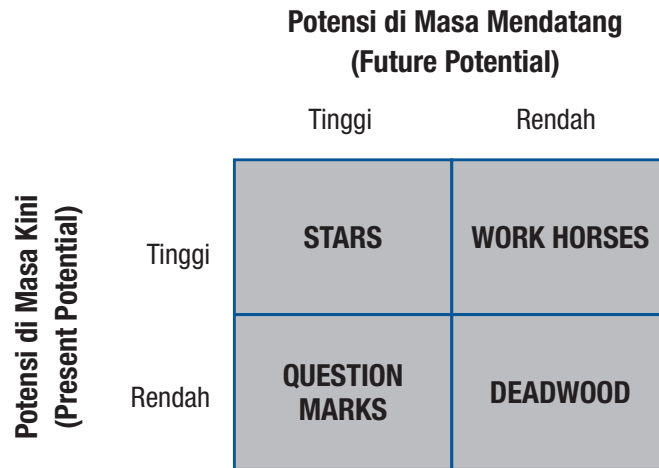 Potensi di Masa Mendatang
(Future Potential)
Tinggi Rendah
Potensi di Masa Kini
(Present Potential)
Tinggi
STARS
WORK HORSES
Rendah
QUESTION
MARKS
DEADWOOD